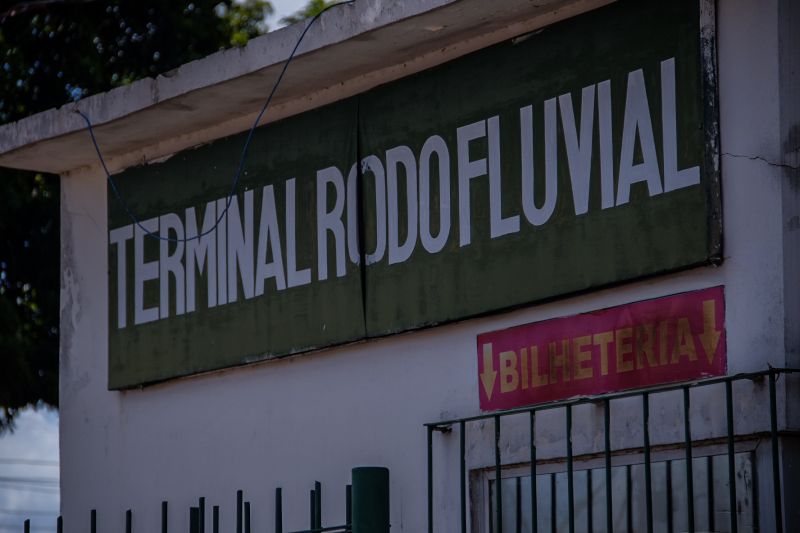 TERMINAL RODOFLUVIAL
↓BILHETERIA↓